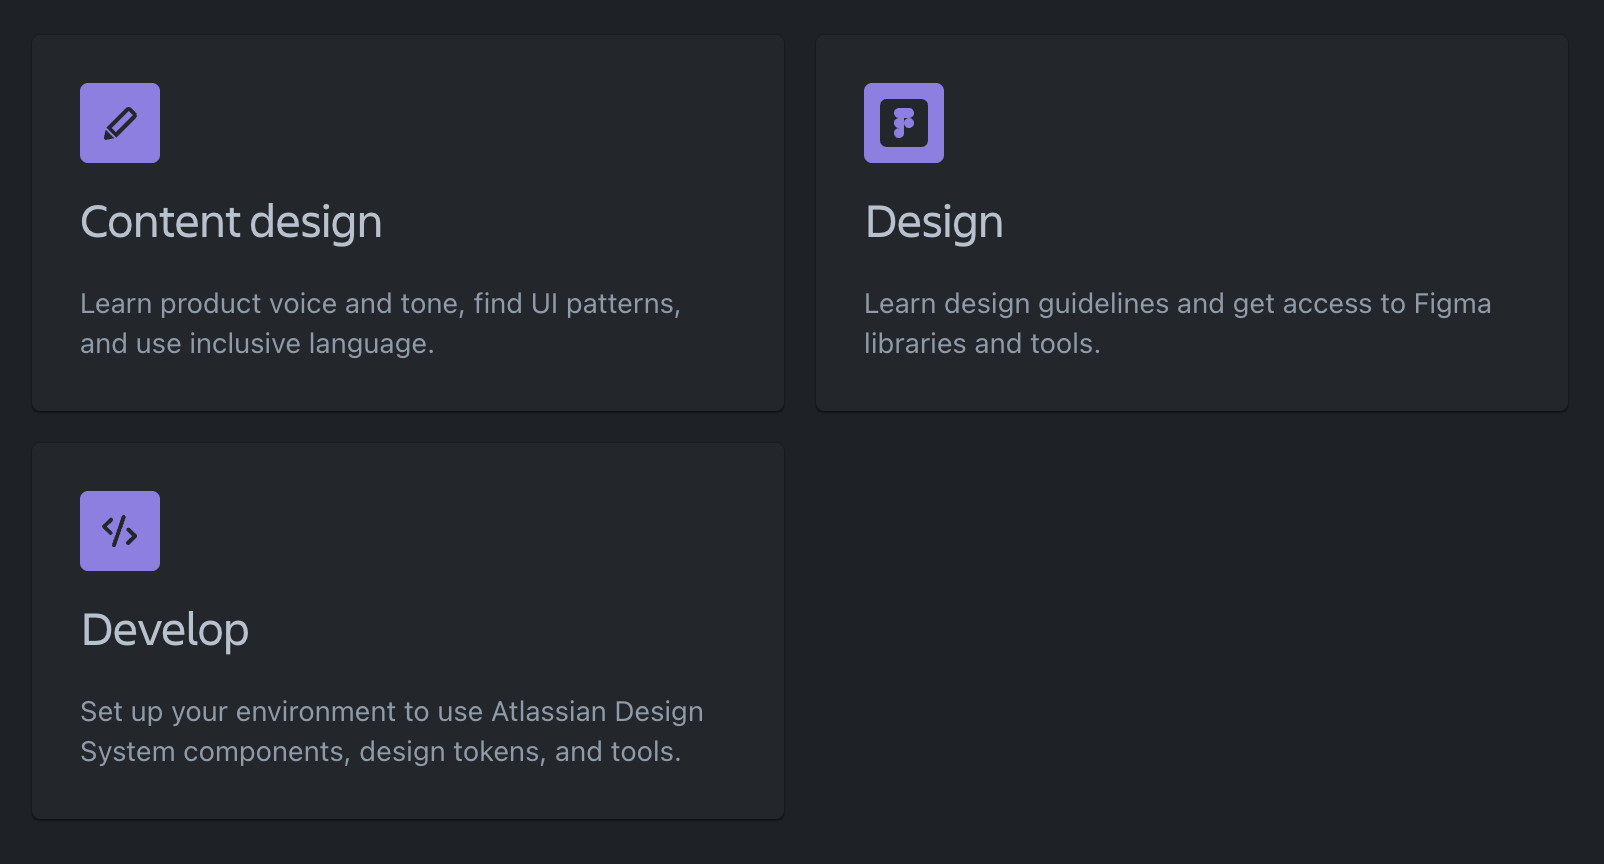 Content design
Learn product voice and tone, find UI patterns,
and use inclusive language.
Design
Learn design guidelines and get access to Figma
libraries and tools.
Develop
Set up your environment to use Atlassian Design
System components, design tokens, and tools.